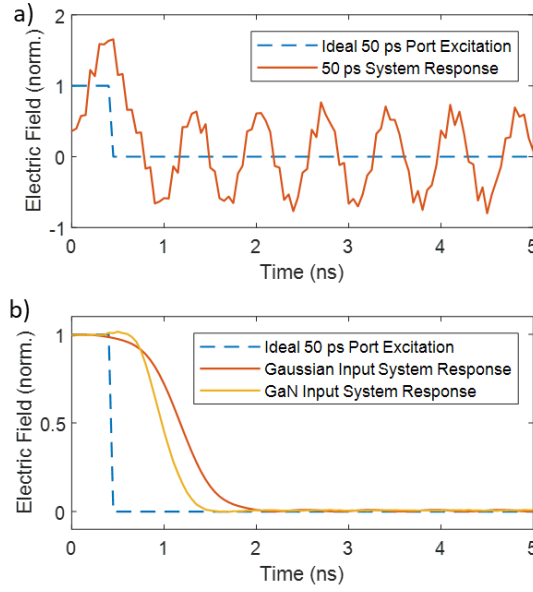 a)
2
1
0
-1
Electric Field (norm.)
Ideal 50 ps Port Excitation
50 ps System Response
0
1
2
3
4
5
Time (ns)
b)
1
0.5
0
Electric Field (norm.)
Ideal 50 ps Port Excitation
Gaussian Input System Response
GaN Input System Response
0
1
2
3
4
5
Time (ns)